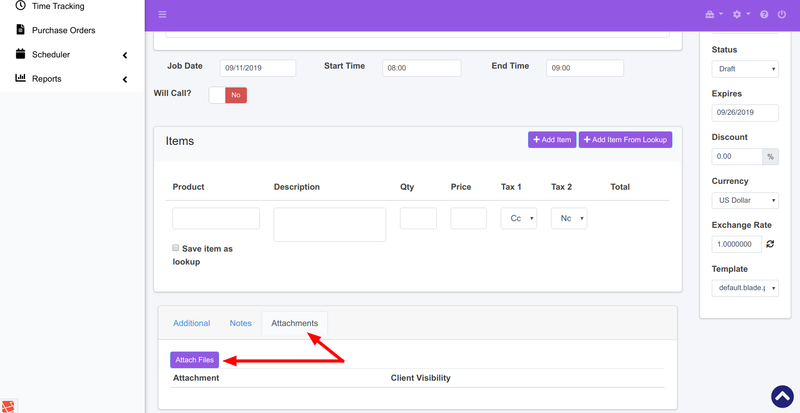 Time Tracking
Purchase Orders
Scheduler
Reports
Job Date 09/11/2019 Start Time 08:00 End Time 09:00
Will Call? No
Items
Add Item Add Item From Lookup
Product Description Qty Price Tax 1 Tax 2 Total
Cc Nc
Save item as
lookup
Additional Notes Attachments
Attach Files
Attachment Client Visibility
Status
Draft
Expires
09/26/2019
Discount
0.00 %
Currency
US Dollar
Exchange Rate
1.0000000
Template
default.blade.p